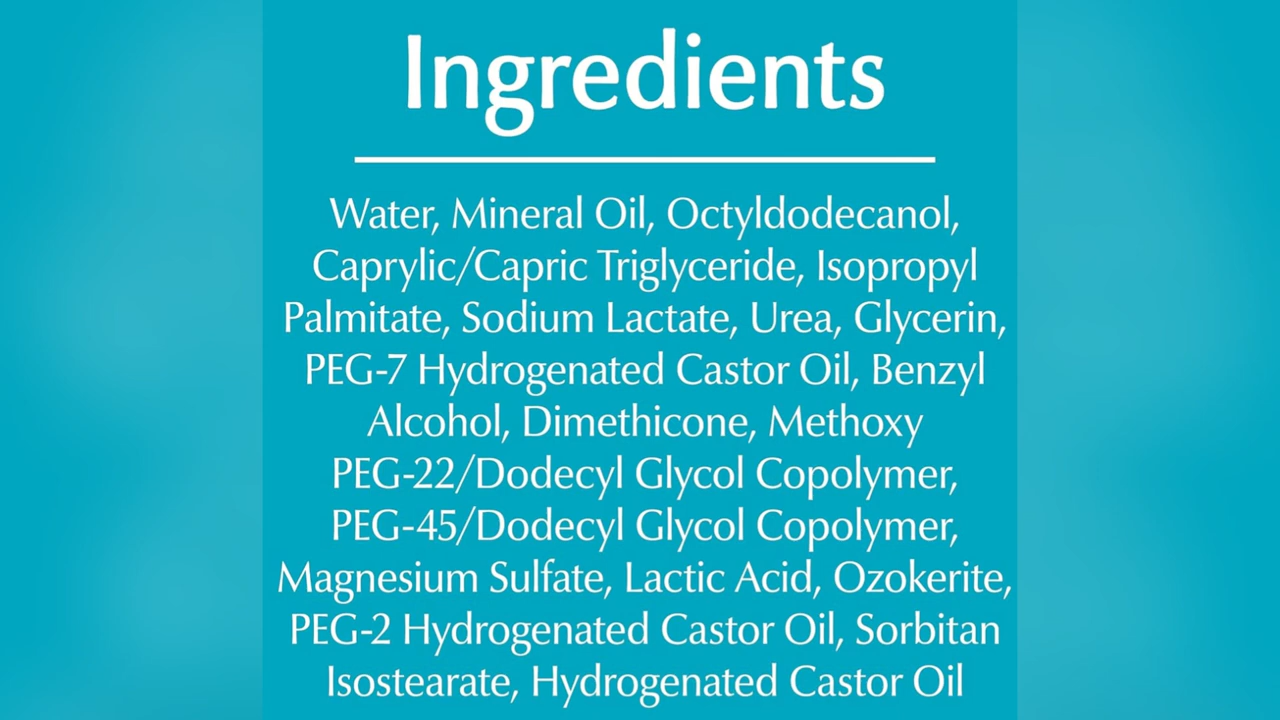 Ingredients
Water, Mineral Oil, Octyldodecanol,
Caprylic/Capric Triglyceride, Isopropyl
Palmitate, Sodium Lactate, Urea, Glycerin,
PEG-7 Hydrogenated Castor Oil, Benzyl
Alcohol, Dimethicone, Methoxy
PEG-22/Dodecyl Glycol Copolymer,
PEG-45/Dodecyl Glycol Copolymer,
Magnesium Sulfate, Lactic Acid, Ozokerite,
PEG-2 Hydrogenated Castor Oil, Sorbitan
Isostearate, Hydrogenated Castor Oil